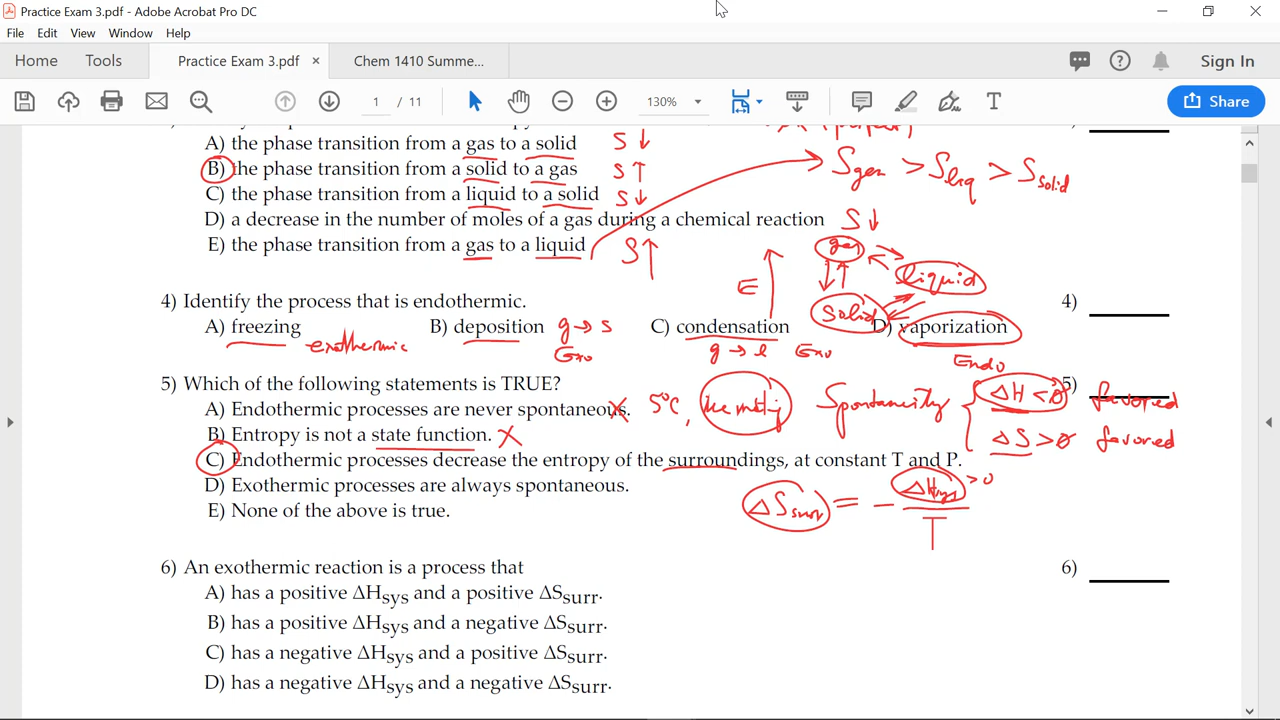 Practice Exam 3.pdf - Adobe Acrobat Pro DC
File Edit View Window Help
Home Tools Practice Exam 3.pdf × Chem 1410 Summe... Sign In
1 / 11 130% Share
A) the phase transition from a gas to a solid S ↓
B) the phase transition from a solid to a gas S ↑
S gas > S liq > S solid
C) the phase transition from a liquid to a solid S ↓
D) a decrease in the number of moles of a gas during a chemical reaction S ↓
E) the phase transition from a gas to a liquid S ↑
gas
liquid
E
solid
4) Identify the process that is endothermic. 4)
A) freezing B) deposition g → s C) condensation D) vaporization
exothermic Exo g → l Exo Endo
5) Which of the following statements is TRUE? 5)
A) Endothermic processes are never spontaneous. X 5°C, ice melting Spontaneity ΔH < 0 favored
B) Entropy is not a state function. X ΔS > 0 favored
C) Endothermic processes decrease the entropy of the surroundings, at constant T and P.
D) Exothermic processes are always spontaneous.
ΔSsurr = - ΔHsys > 0
T
E) None of the above is true.
6) An exothermic reaction is a process that 6)
A) has a positive ΔHsys and a positive ΔSsurr.
B) has a positive ΔHsys and a negative ΔSsurr.
C) has a negative ΔHsys and a positive ΔSsurr.
D) has a negative ΔHsys and a negative ΔSsurr.